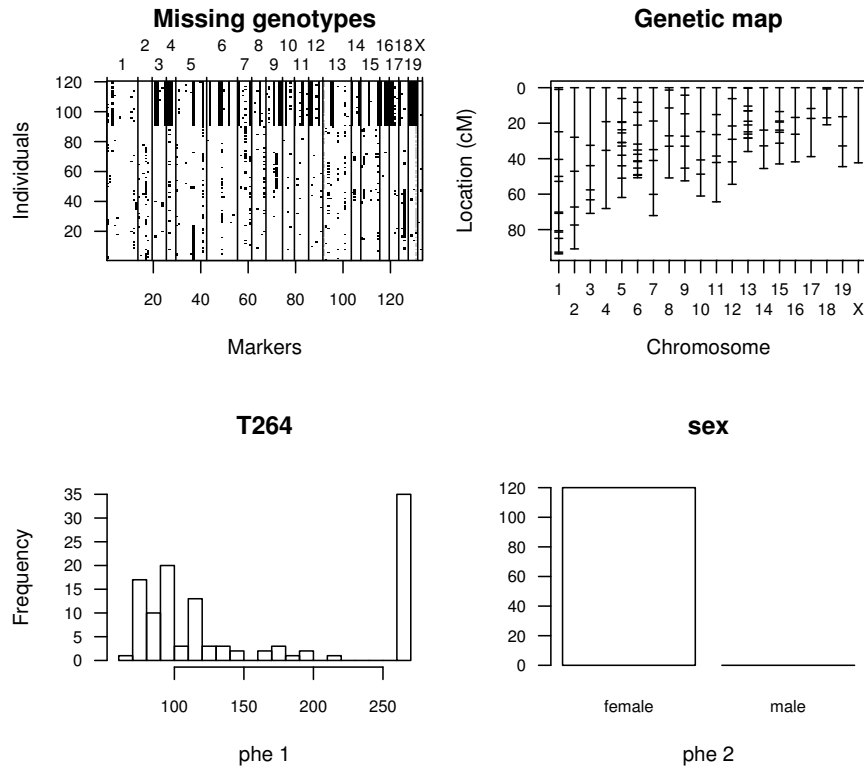 Missing genotypes
2 4 6 8 10 12 14 16 18 X
1 3 5 7 9 11 13 15 17 19
120
100
80
60
40
20
Individuals
20 40 60 80 100 120
Markers
Genetic map
0
20
40
60
80
Location (cM)
1 3 5 7 9 11 13 15 17 19
2 4 6 8 10 12 14 16 18 X
Chromosome
T264
35
30
25
20
15
10
5
0
Frequency
100 150 200 250
phe 1
sex
120
100
80
60
40
20
0
female male
phe 2